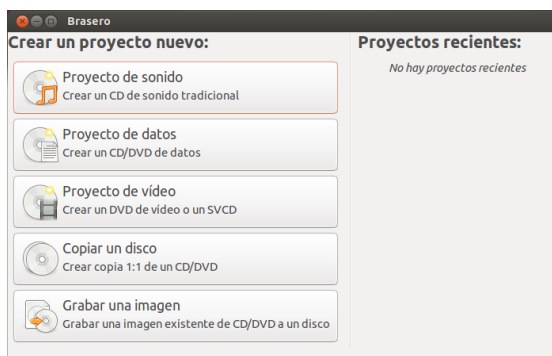 Brasero
Crear un proyecto nuevo:
Proyecto de sonido
Crear un CD de sonido tradicional
Proyecto de datos
Crear un CD/DVD de datos
Proyecto de vídeo
Crear un DVD de vídeo o un SVCD
Copiar un disco
Crear copia 1:1 de un CD/DVD
Grabar una imagen
Grabar una imagen existente de CD/DVD a un disco
Proyectos recientes:
No hay proyectos recientes